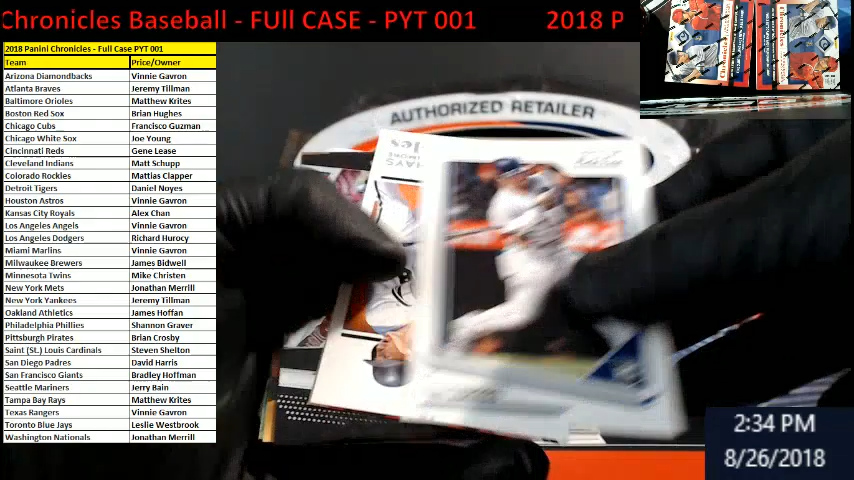 Chronicles Baseball - FUll CASE - PYT 001 2018 P
2018 Panini Chronicles - Full Case PYT 001
Team Price/Owner
Arizona Diamondbacks Vinnie Gavron
Atlanta Braves Jeremy Tillman
Baltimore Orioles Matthew Krites
Boston Red Sox Brian Hughes
Chicago Cubs Francisco Guzman
Chicago White Sox Joe Young
Cincinnati Reds Gene Lease
Cleveland Indians Matt Schupp
Colorado Rockies Mattias Clapper
Detroit Tigers Daniel Noyes
Houston Astros Vinnie Gavron
Kansas City Royals Alex Chan
Los Angeles Angels Vinnie Gavron
Los Angeles Dodgers Richard Hurocy
Miami Marlins Vinnie Gavron
Milwaukee Brewers James Bidwell
Minnesota Twins Mike Christen
New York Mets Jonathan Merrill
New York Yankees Jeremy Tillman
Oakland Athletics James Hoffan
Philadelphia Phillies Shannon Graver
Pittsburgh Pirates Brian Crosby
Saint (St.) Louis Cardinals Steven Shelton
San Diego Padres David Harris
San Francisco Giants Bradley Hoffman
Seattle Mariners Jerry Bain
Tampa Bay Rays Matthew Krites
Texas Rangers Vinnie Gavron
Toronto Blue Jays Leslie Westbrook
Washington Nationals Jonathan Merrill
AUTHORIZED RETAILER
Chronicles
2:34 PM
8/26/2018